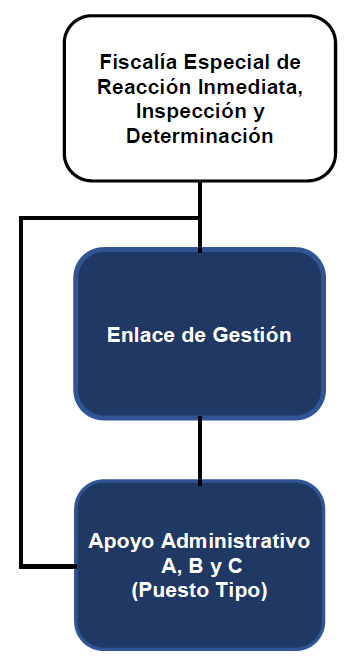 Fiscalía Especial de
Reacción Inmediata,
Inspección y
Determinación
Enlace de Gestión
Apoyo Administrativo
A, B y C
(Puesto Tipo)